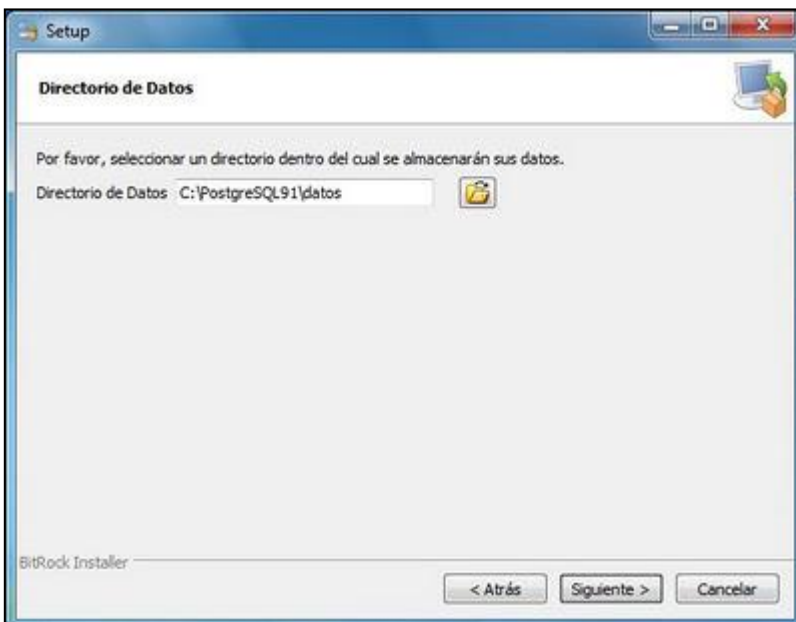 Setup
Directorio de Datos
Por favor, seleccionar un directorio dentro del cual se almacenarán sus datos.
Directorio de Datos C:\PostgreSQL91\datos
BitRock Installer
< Atrás Siguiente > Cancelar